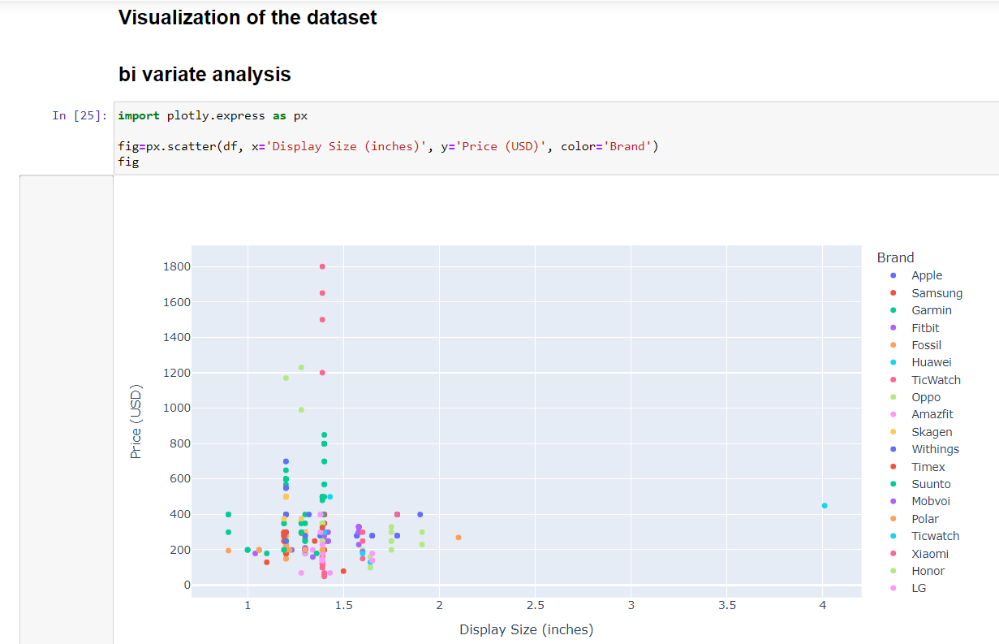 Visualization of the dataset
bi variate analysis
In [25]:
import plotly.express as px
fig=px.scatter(df, x='Display Size (inches)', y='Price (USD)', color='Brand')
fig
1800
1600
1400
1200
1000
800
600
400
200
0
Price (USD)
1 1.5 2 2.5 3 3.5 4
Display Size (inches)
Brand
Apple
Samsung
Garmin
Fitbit
Fossil
Huawei
TicWatch
Oppo
Amazfit
Skagen
Withings
Timex
Suunto
Mobvoi
Polar
Ticwatch
Xiaomi
Honor
LG